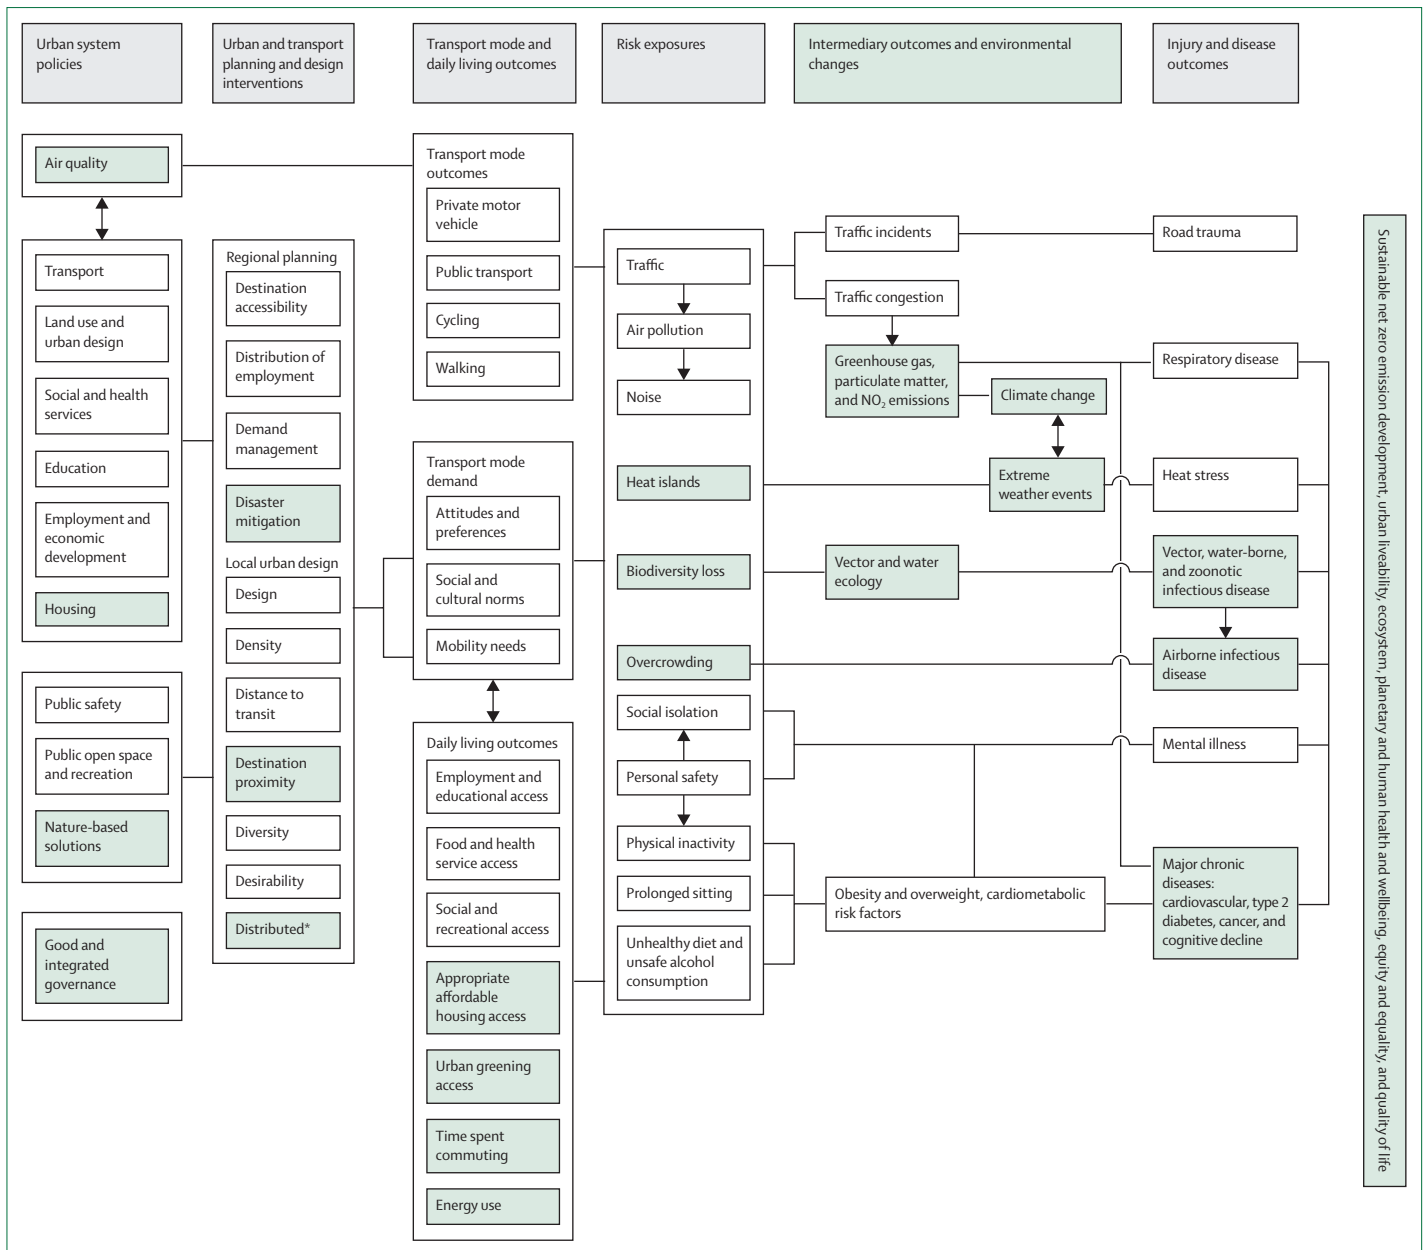 Urban system
policies
Urban and transport
planning and design
interventions
Transport mode and
daily living outcomes
Risk exposures
Intermediary outcomes and environmental
changes
Injury and disease
outcomes
Air quality
Transport
Land use and
urban design
Social and health
services
Education
Employment and
economic
development
Housing
Public safety
Public open space
and recreation
Nature-based
solutions
Good and
integrated
governance
Regional planning
Destination
accessibility
Distribution of
employment
Demand
management
Disaster
mitigation
Local urban design
Design
Density
Distance to
transit
Destination
proximity
Diversity
Desirability
Distributed*
Transport mode
outcomes
Private motor
vehicle
Public transport
Cycling
Walking
Transport mode
demand
Attitudes and
preferences
Social and
cultural norms
Mobility needs
Daily living outcomes
Employment and
educational access
Food and health
service access
Social and
recreational access
Appropriate
affordable
housing access
Urban greening
access
Time spent
commuting
Energy use
Traffic
Air pollution
Noise
Heat islands
Biodiversity loss
Overcrowding
Social isolation
Personal safety
Physical inactivity
Prolonged sitting
Unhealthy diet and
unsafe alcohol
consumption
Traffic incidents
Traffic congestion
Greenhouse gas,
particulate matter,
and NO₂ emissions
Climate change
Extreme
weather events
Vector and water
ecology
Obesity and overweight, cardiometabolic
risk factors
Road trauma
Respiratory disease
Heat stress
Vector, water-borne,
and zoonotic
infectious disease
Airborne infectious
disease
Mental illness
Major chronic
diseases:
cardiovascular, type 2
diabetes, cancer, and
cognitive decline
Sustainable net zero emission development, urban liveability, ecosystem, planetary and human health and wellbeing, equity and equality, and quality of life